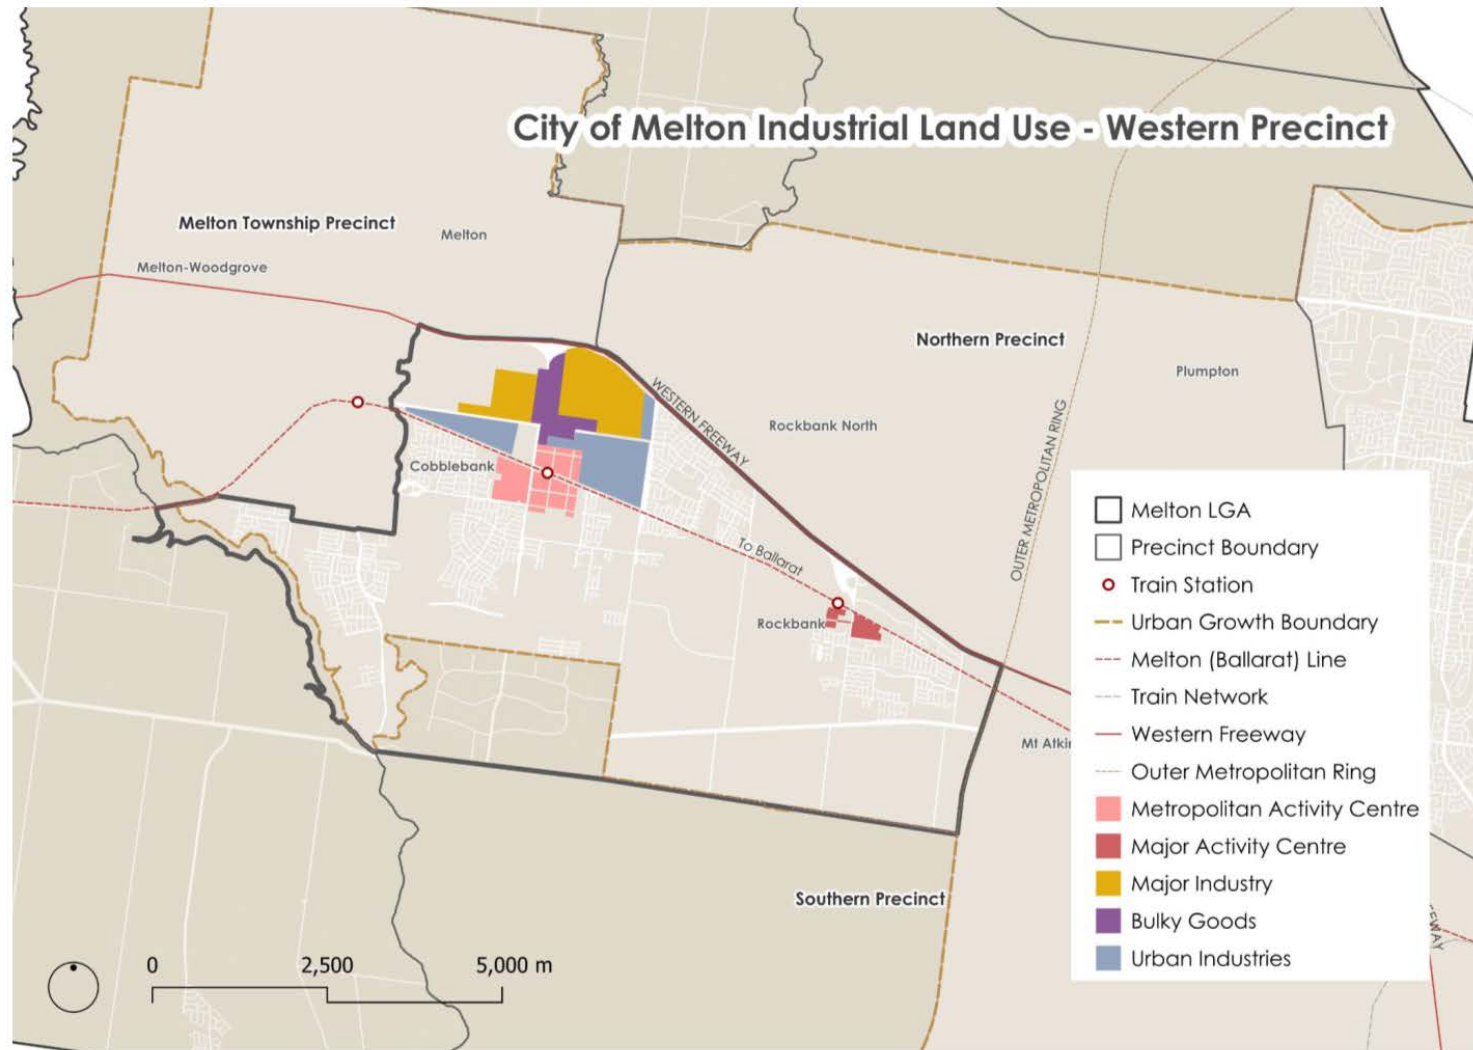 City of Melton Industrial Land Use - Western Precinct
Melton Township Precinct
Melton
Melton-Woodgrove
Northern Precinct
Plumpton
WESTERN FREEWAY
Rockbank North
OUTER METROPOLITAN RING
Cobblebank
To Ballarat
Rockbank
Mt Atkin
Southern Precinct
EEWAY
Melton LGA
Precinct Boundary
Train Station
Urban Growth Boundary
Melton (Ballarat) Line
Train Network
Western Freeway
Outer Metropolitan Ring
Metropolitan Activity Centre
Major Activity Centre
Major Industry
Bulky Goods
Urban Industries
0 2,500 5,000 m